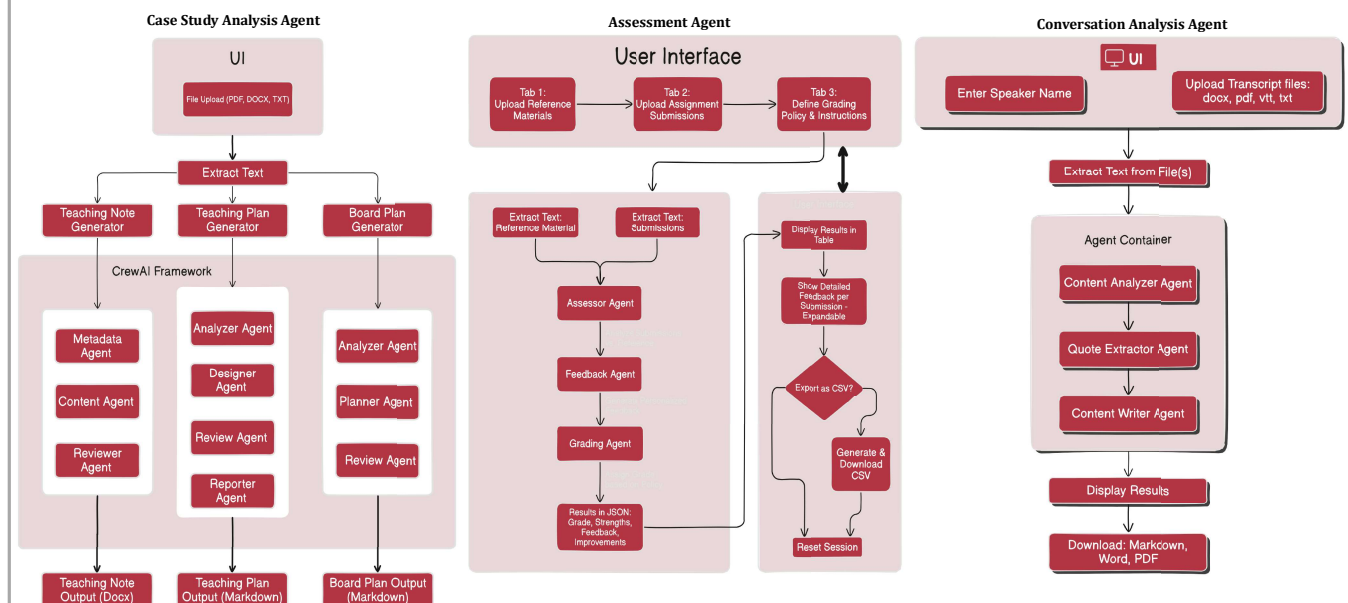 Case Study Analysis Agent
UI
File Upload (PDF, DOCX, TXT)
Extract Text
Teaching Note
Generator
Teaching Plan
Generator
Board Plan
Generator
CrewAI Framework
Metadata
Agent
Content Agent
Reviewer
Agent
Analyzer Agent
Designer
Agent
Review Agent
Reporter
Agent
Analyzer Agent
Planner Agent
Review Agent
Teaching Note
Output (Docx)
Teaching Plan
Output (Markdown)
Board Plan Output
(Markdown)
Assessment Agent
User Interface
Tab 1:
Upload Reference
Materials
Tab 2:
Upload Assignment
Submissions
Tab 3:
Define Grading
Policy & Instructions
Extract Text:
Reference Material
Extract Text:
Submissions
Assessor Agent
Feedback Agent
Grading Agent
Results in JSON:
Grade, Strengths,
Feedback,
Improvements
Display Results in
Table
Show Detailed
Feedback per
Submission -
Expandable
Export as CSV?
Generate &
Download
CSV
Reset Session
Conversation Analysis Agent
UI
Enter Speaker Name
Upload Transcript files:
docx, pdf, vtt, txt
Extract Text from File(s)
Agent Container
Content Analyzer Agent
Quote Extractor Agent
Content Writer Agent
Display Results
Download: Markdown,
Word, PDF